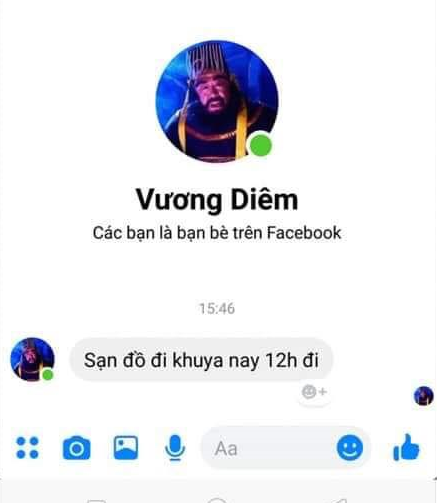 Vương Diêm
Các bạn là bạn bè trên Facebook
15:46
Sạn đồ đi khuya nay 12h đi
Aa